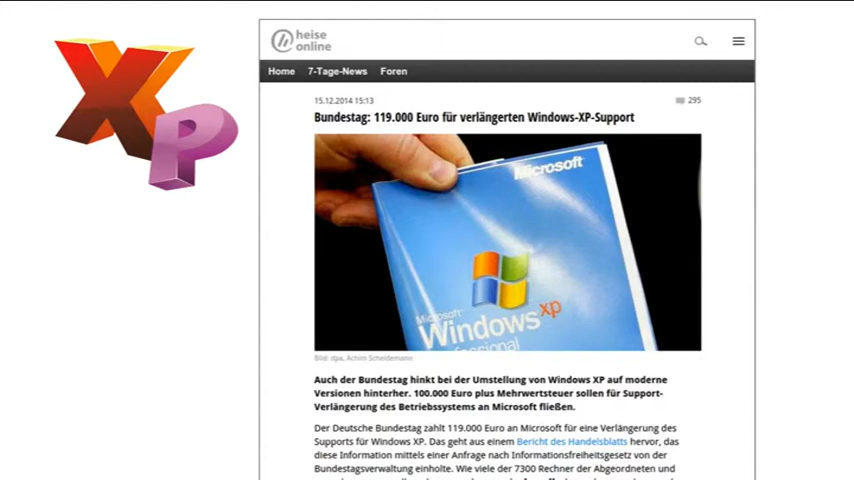 XP
heise
online
Home 7-Tage-News Foren
15.12.2014 15:13 295
Bundestag: 119.000 Euro für verlängerten Windows-XP-Support
Microsoft
Microsoft
Windows xp
Professional
Bild: dpa, Achim Scheidemann
Auch der Bundestag hinkt bei der Umstellung von Windows XP auf moderne
Versionen hinterher. 100.000 Euro plus Mehrwertsteuer sollen für Support-
Verlängerung des Betriebssystems an Microsoft fließen.
Der Deutsche Bundestag zahlt 119.000 Euro an Microsoft für eine Verlängerung des
Supports für Windows XP. Das geht aus einem Bericht des Handelsblatts hervor, das
diese Information mittels einer Anfrage nach Informationsfreiheitsgesetz von der
Bundestagsverwaltung einholte. Wie viele der 7300 Rechner der Abgeordneten und